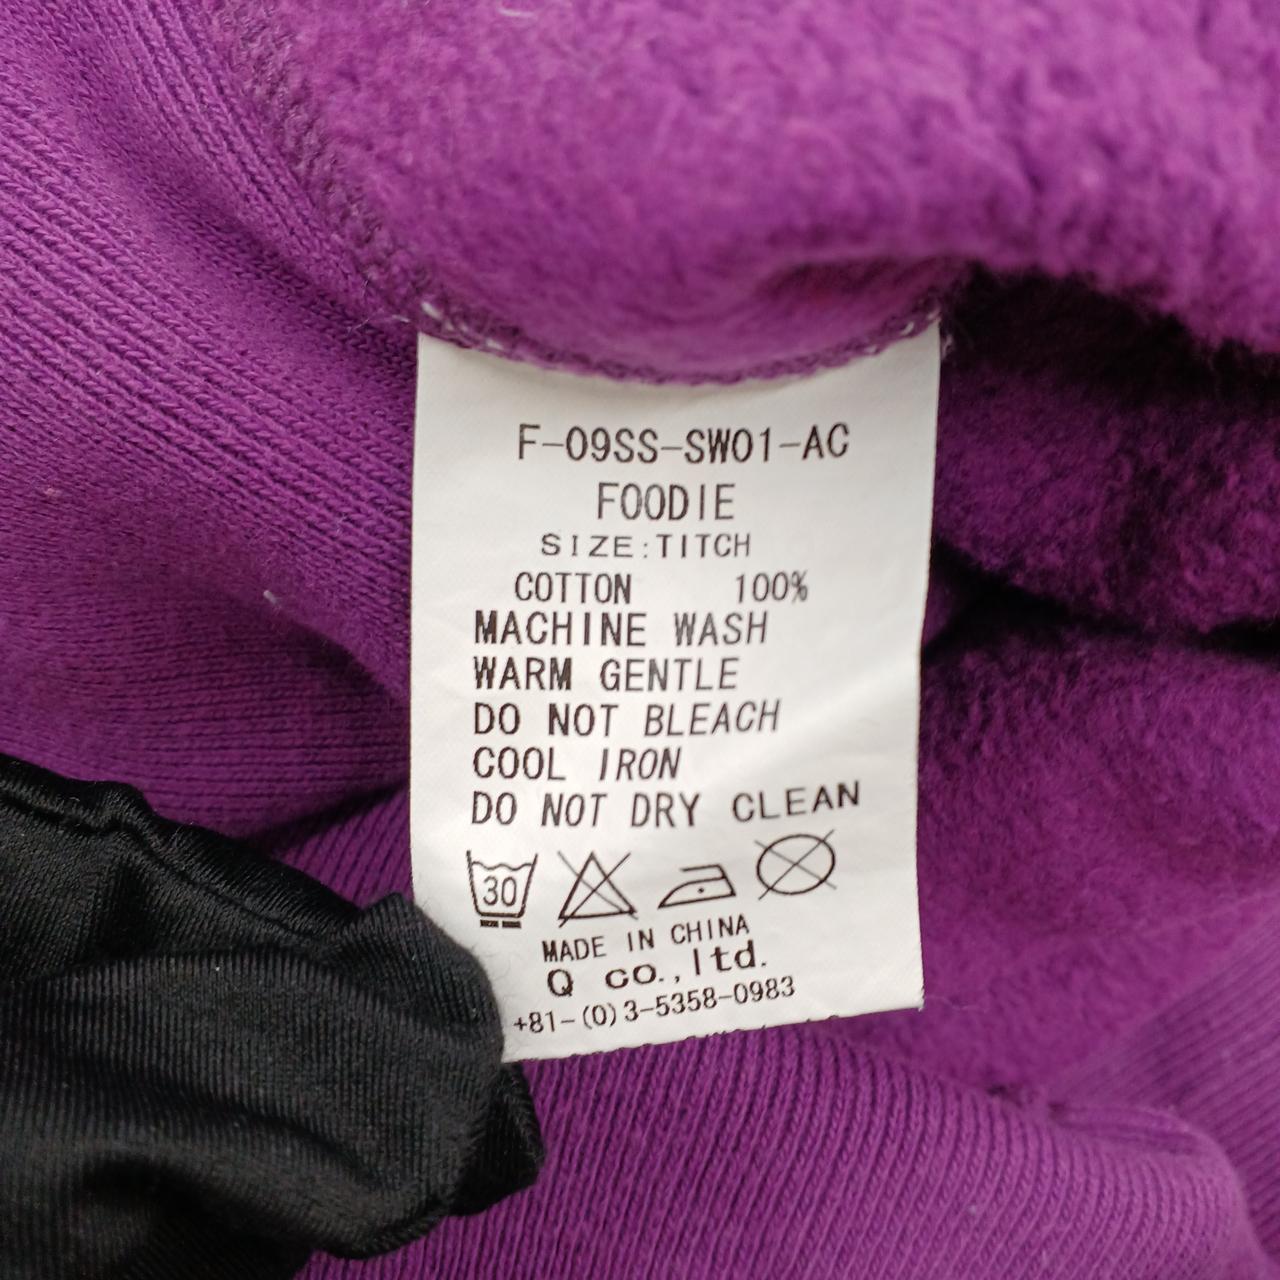 F-09SS-SW01-AC
FOODIE
SIZE:TITCH
COTTON 100%
MACHINE WASH
WARM GENTLE
DO NOT BLEACH
COOL IRON
DO NOT DRY CLEAN
30
MADE IN CHINA
Q co.,ltd.
+81-(0)3-5358-0983